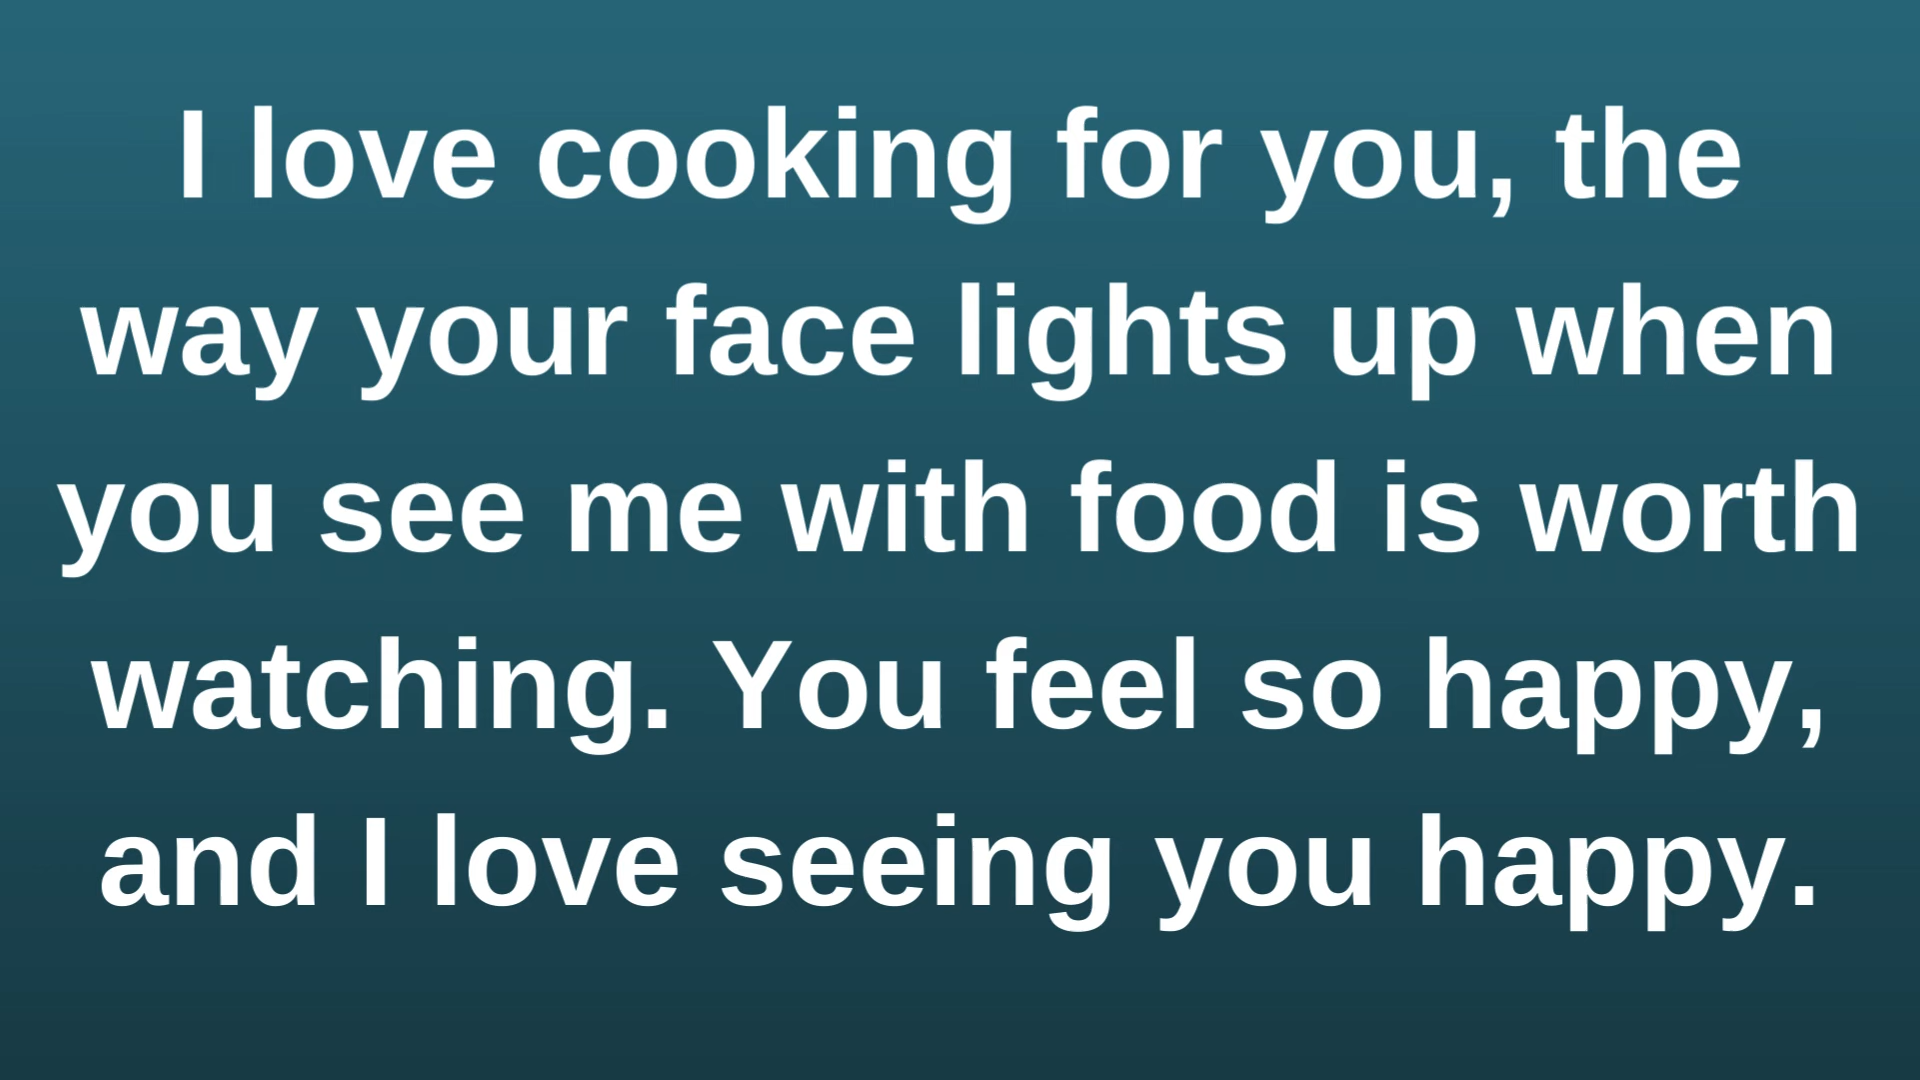 I love cooking for you, the
way your face lights up when
you see me with food is worth
watching. You feel so happy,
and I love seeing you happy.